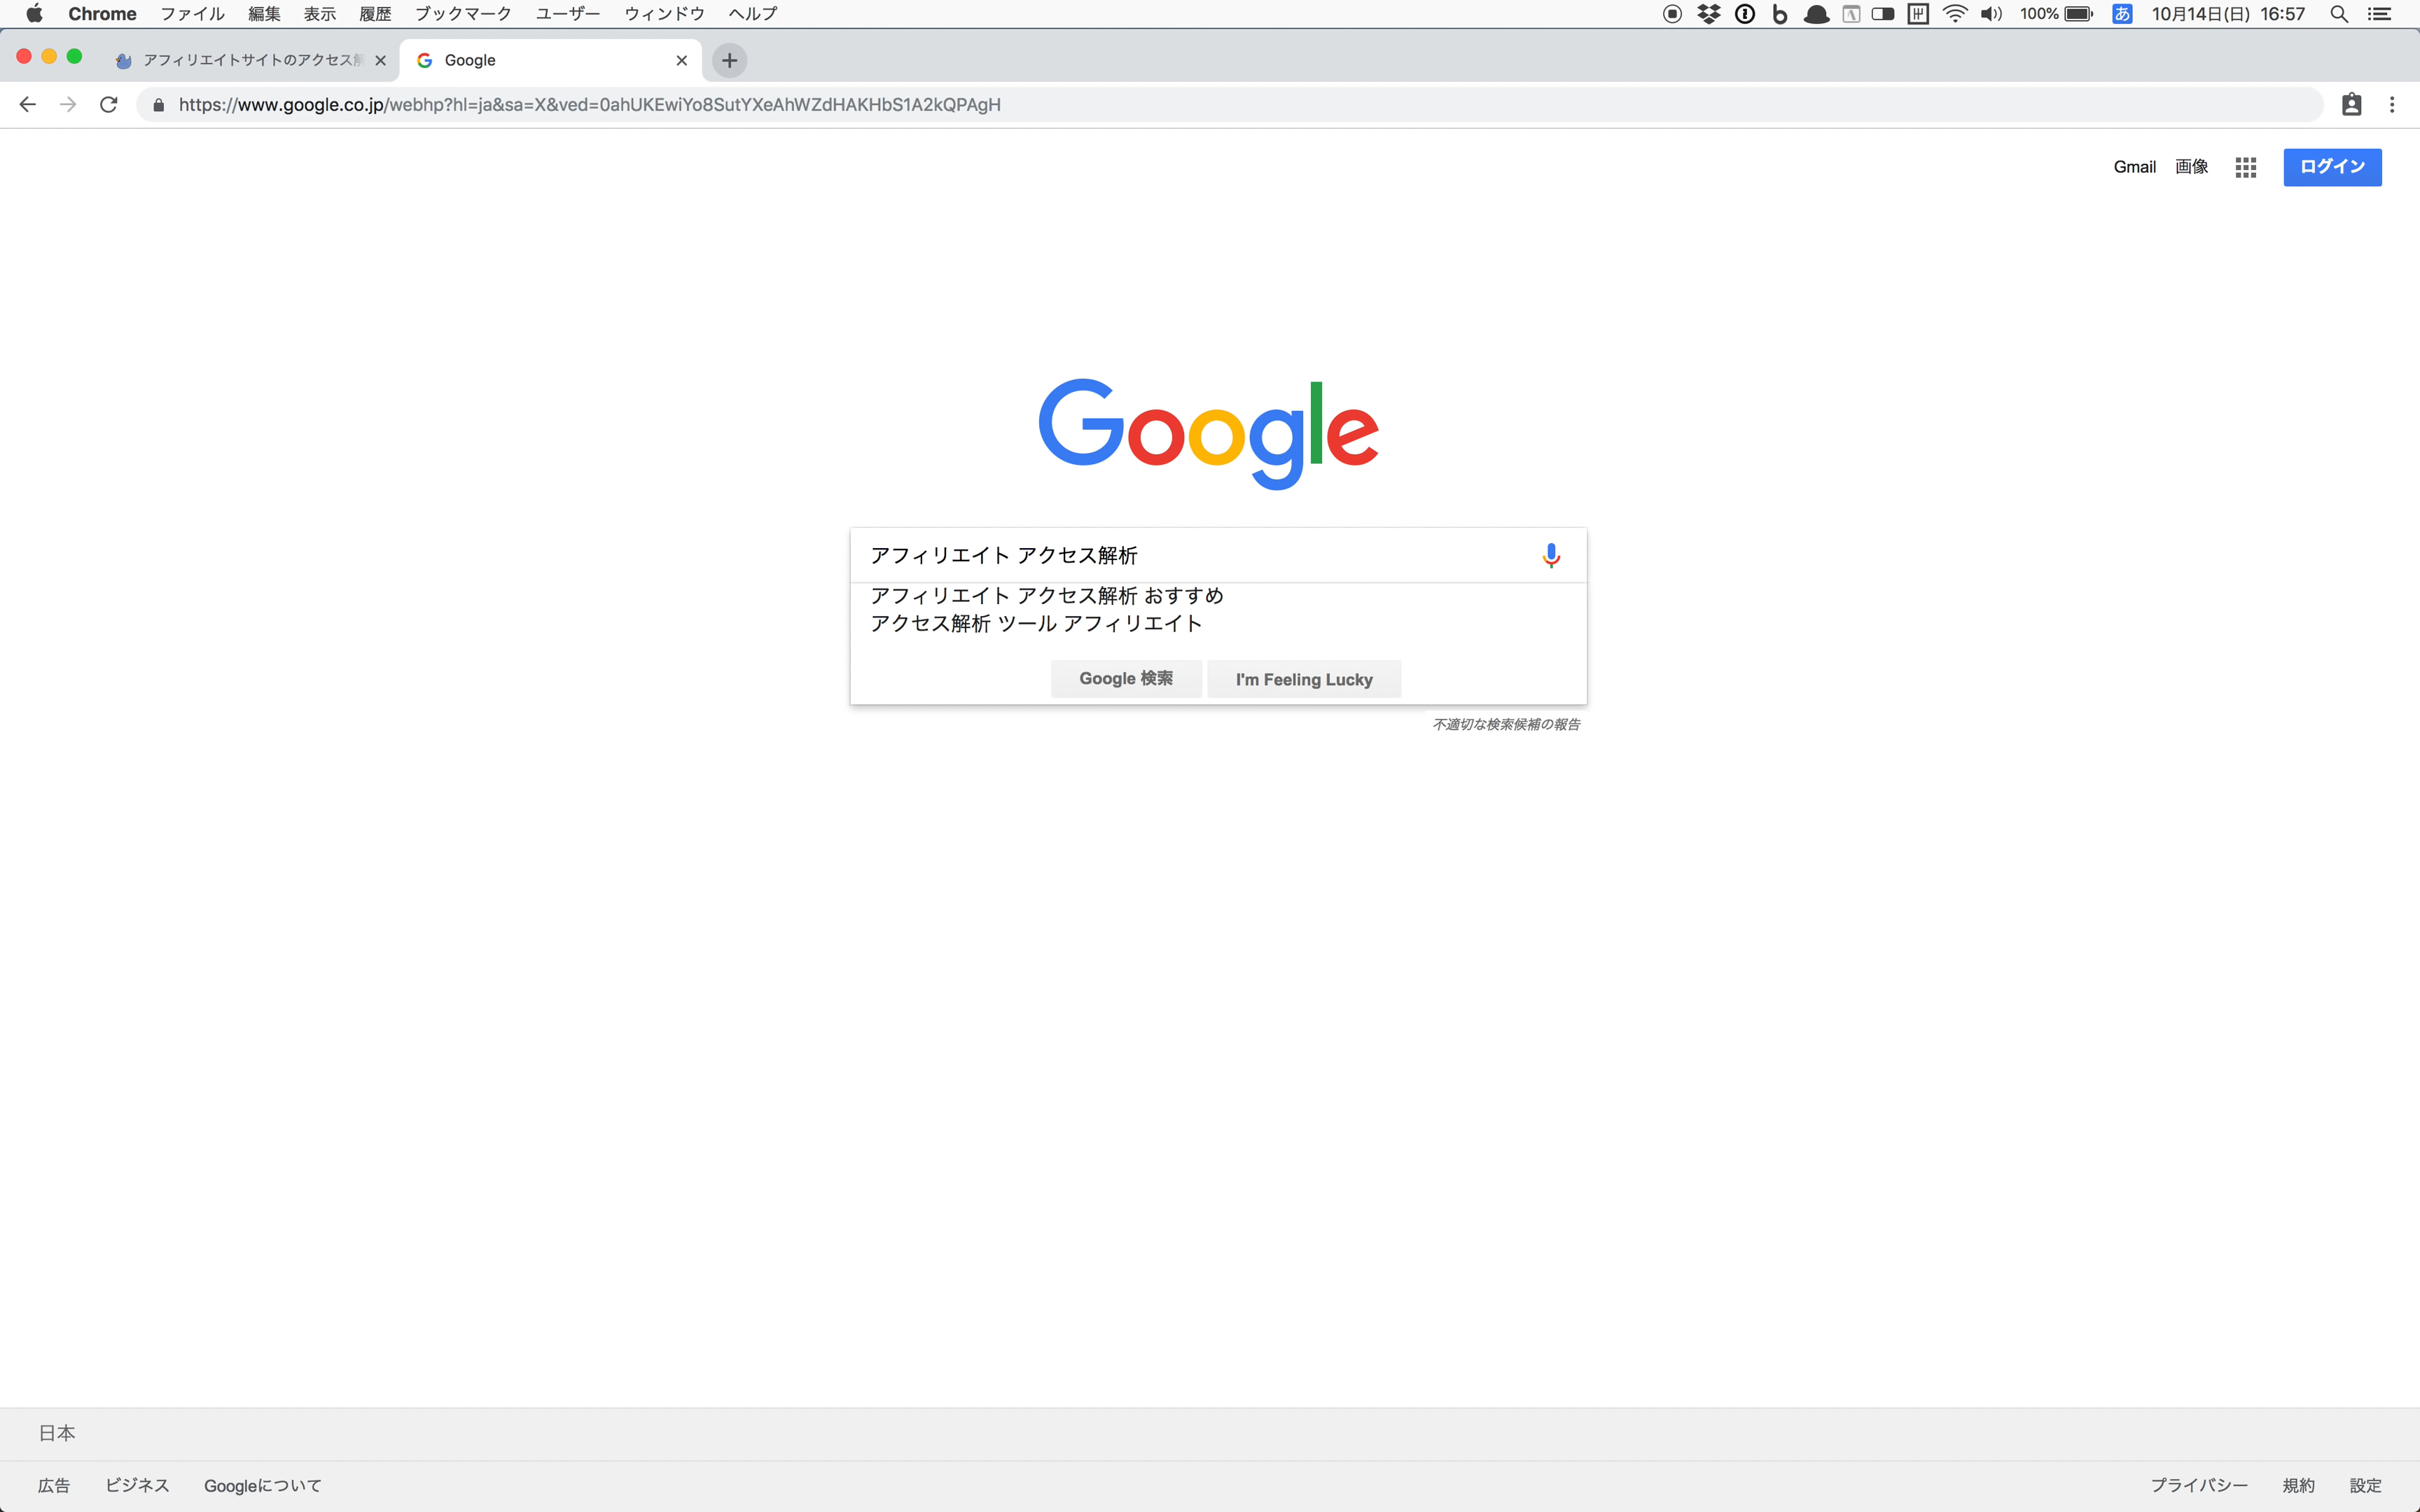 Chrome ファイル 編集 表示 履歴 ブックマーク ユーザー ウィンドウ ヘルプ 100% あ 10月14日(日) 16:57
アフィリエイトサイトのアクセス解 Google
https://www.google.co.jp/webhp?hl=ja&sa=X&ved=0ahUKEwiYo8SutYXeAhWZdHAKHbS1A2kQPAgH
Gmail 画像 ログイン
Google
アフィリエイト アクセス解析
アフィリエイト アクセス解析 おすすめ
アクセス解析 ツール アフィリエイト
Google 検索 I'm Feeling Lucky
不適切な検索候補の報告
日本
広告 ビジネス Googleについて プライバシー 規約 設定